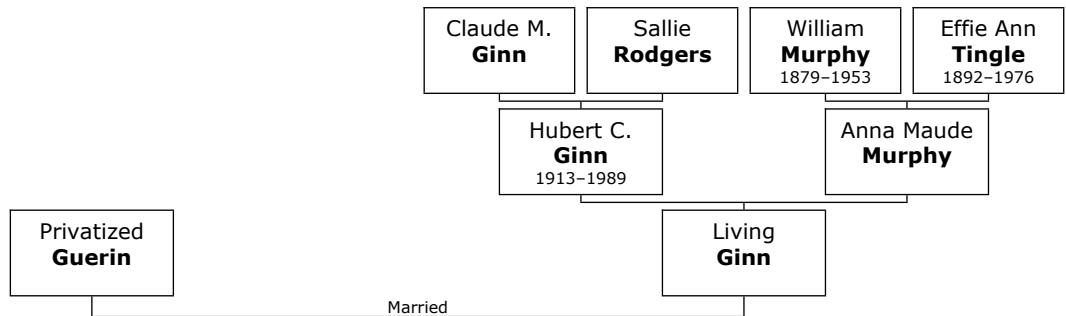 Claude M.
Ginn
Sallie
Rodgers
William
Murphy
1879–1953
Effie Ann
Tingle
1892–1976
Hubert C.
Ginn
1913–1989
Anna Maude
Murphy
Privatized
Guerin
Living
Ginn
Married